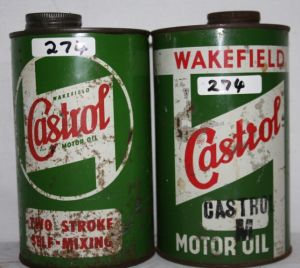 274
WAKEFIELD
Castrol
MOTOR OIL
TWO STROKE
SELF-MIXING
WAKEFIELD
274
Castrol
CASTRO
M
MOTOR OIL